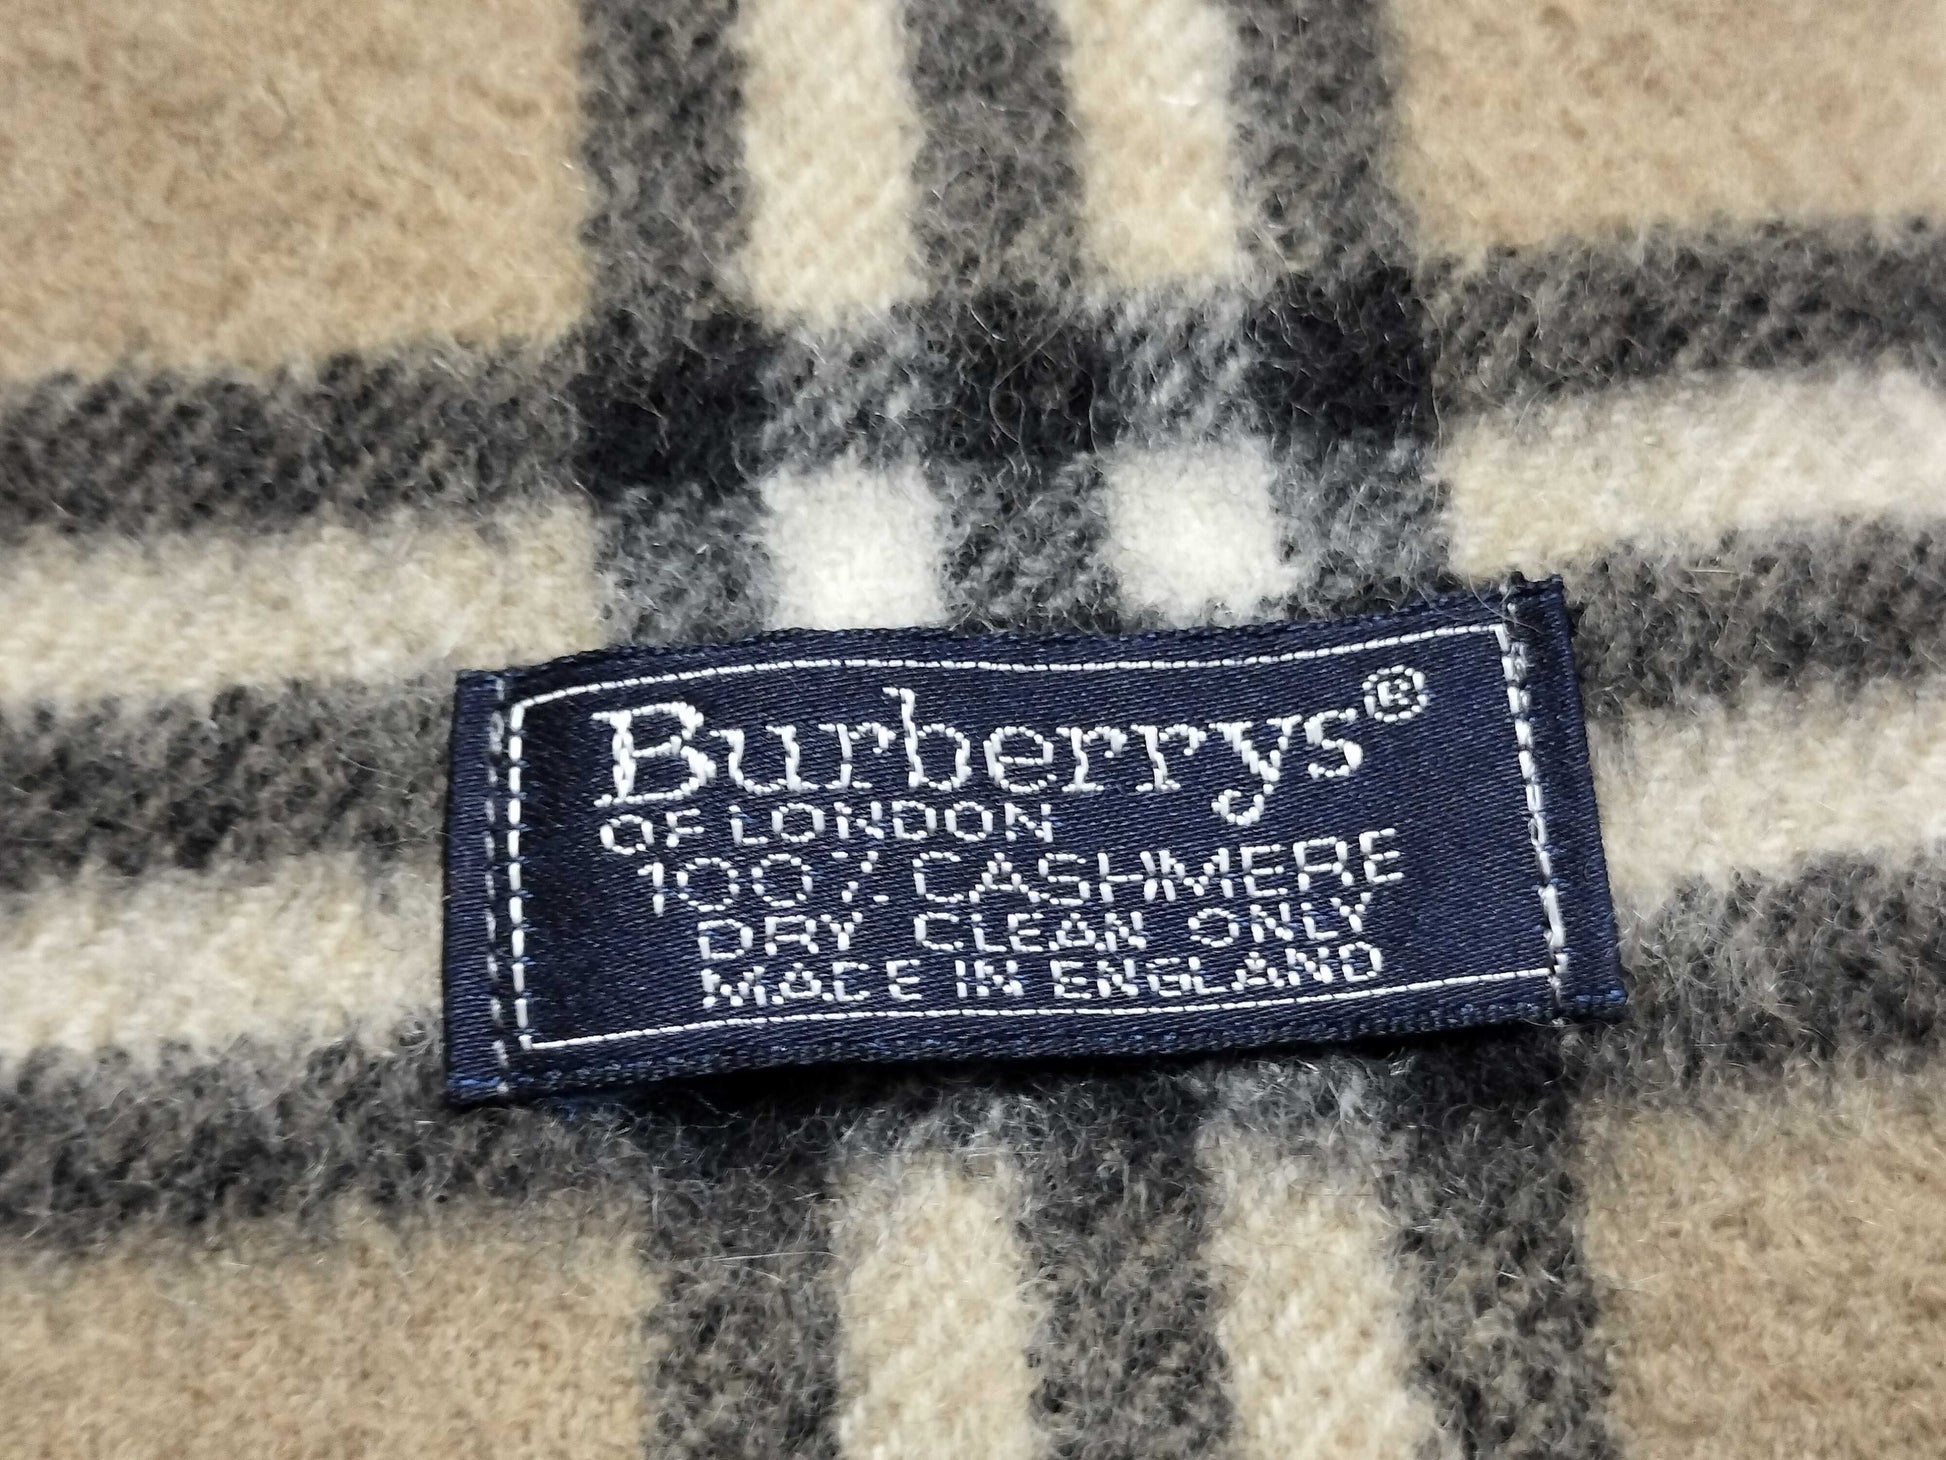 Burberrys®
OF LONDON
100% CASHMERE
DRY CLEAN ONLY
MADE IN ENGLAND